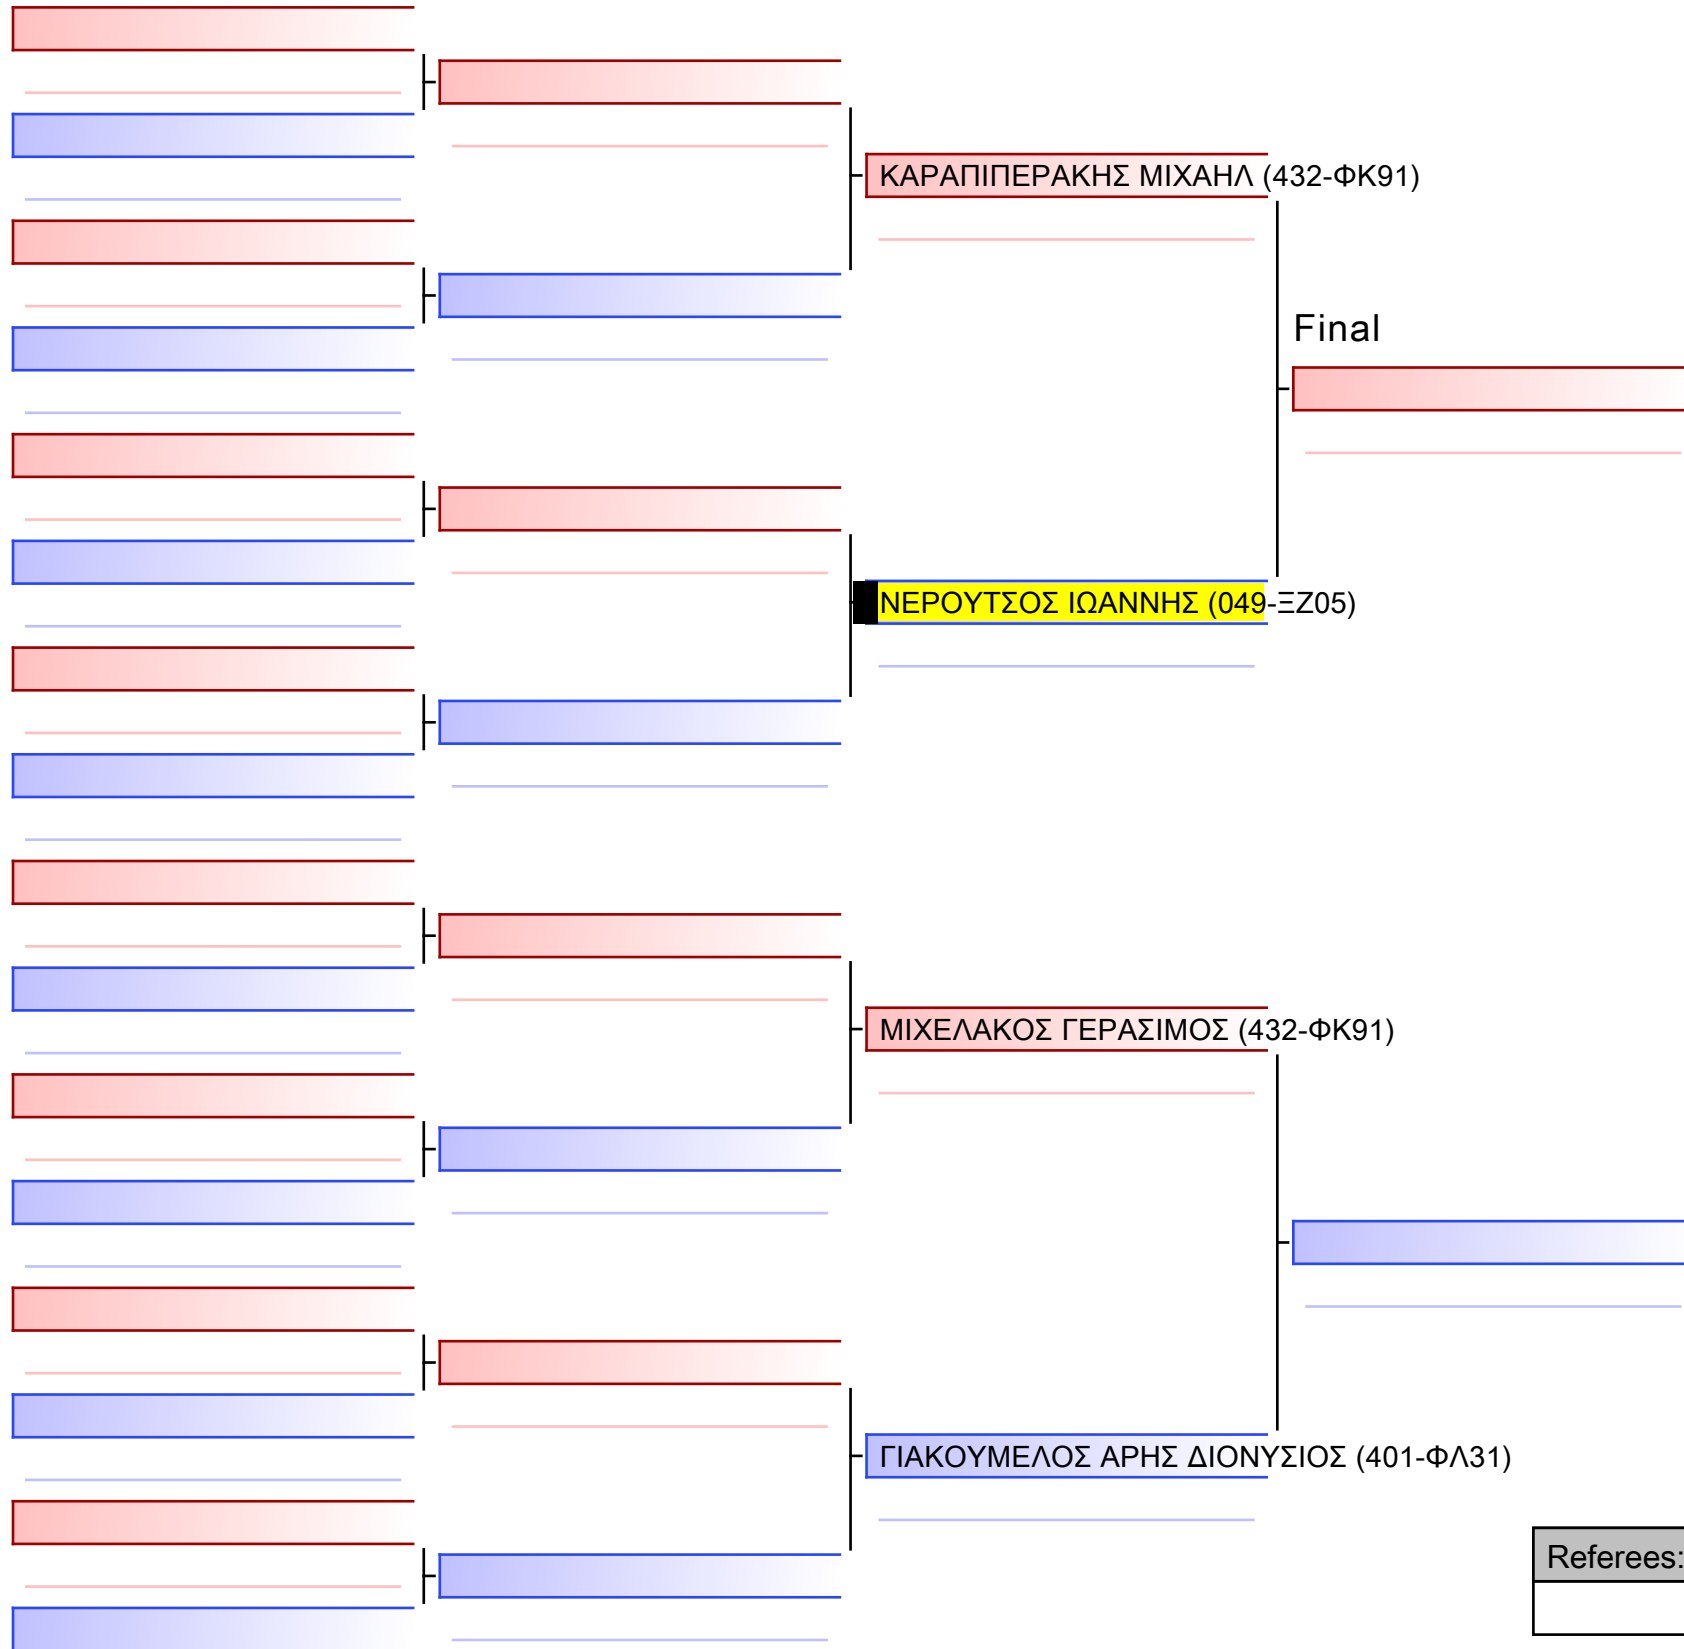 ΚΑΡΑΠΙΠΕΡΑΚΗΣ ΜΙΧΑΗΛ (432-ΦΚ91)
Final
ΝΕΡΟΥΤΣΟΣ ΙΩΑΝΝΗΣ (049-ΞΖ05)
ΜΙΧΕΛΑΚΟΣ ΓΕΡΑΣΙΜΟΣ (432-ΦΚ91)
ΓΙΑΚΟΥΜΕΛΟΣ ΑΡΗΣ ΔΙΟΝΥΣΙΟΣ (401-ΦΛ31)
Referees: